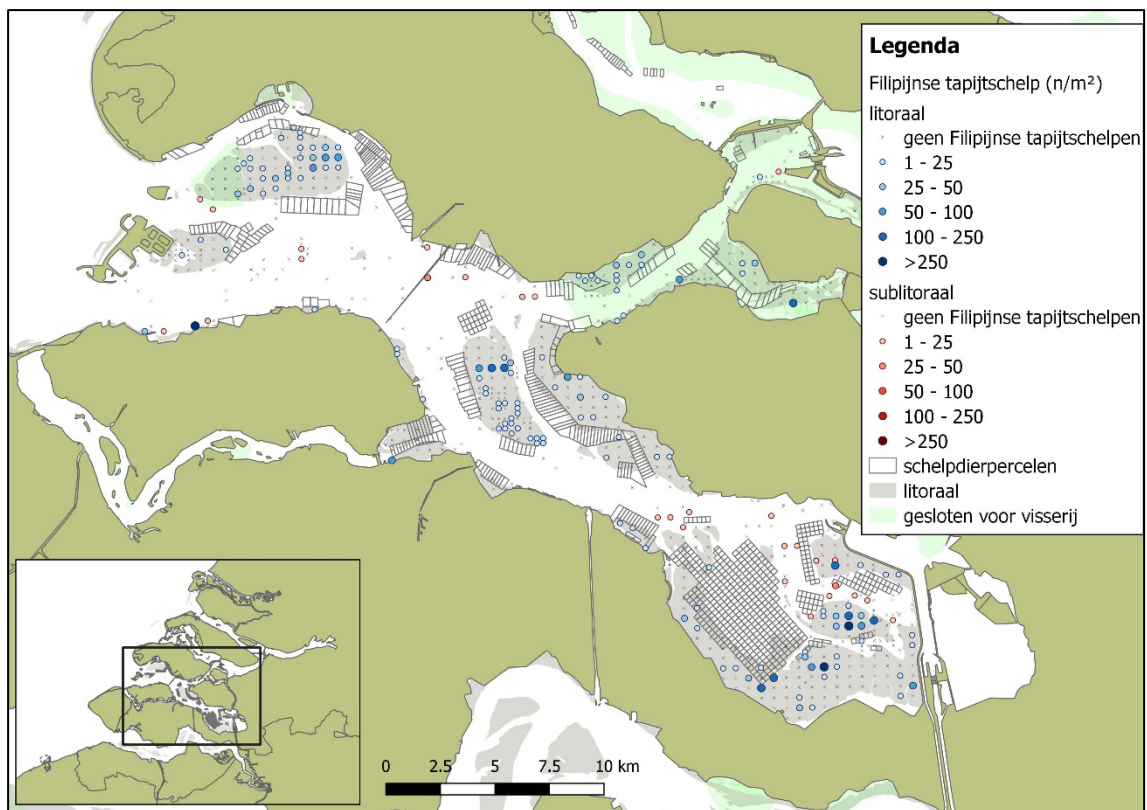 Legenda
Filipijnse tapijtschelp (n/m²)
litoraal
geen Filipijnse tapijtschelpen
1 - 25
25 - 50
50 - 100
100 - 250
>250
sublitoraal
geen Filipijnse tapijtschelpen
1 - 25
25 - 50
50 - 100
100 - 250
>250
schelpdierpercelen
litoraal
gesloten voor visserij
0 2.5 5 7.5 10 km